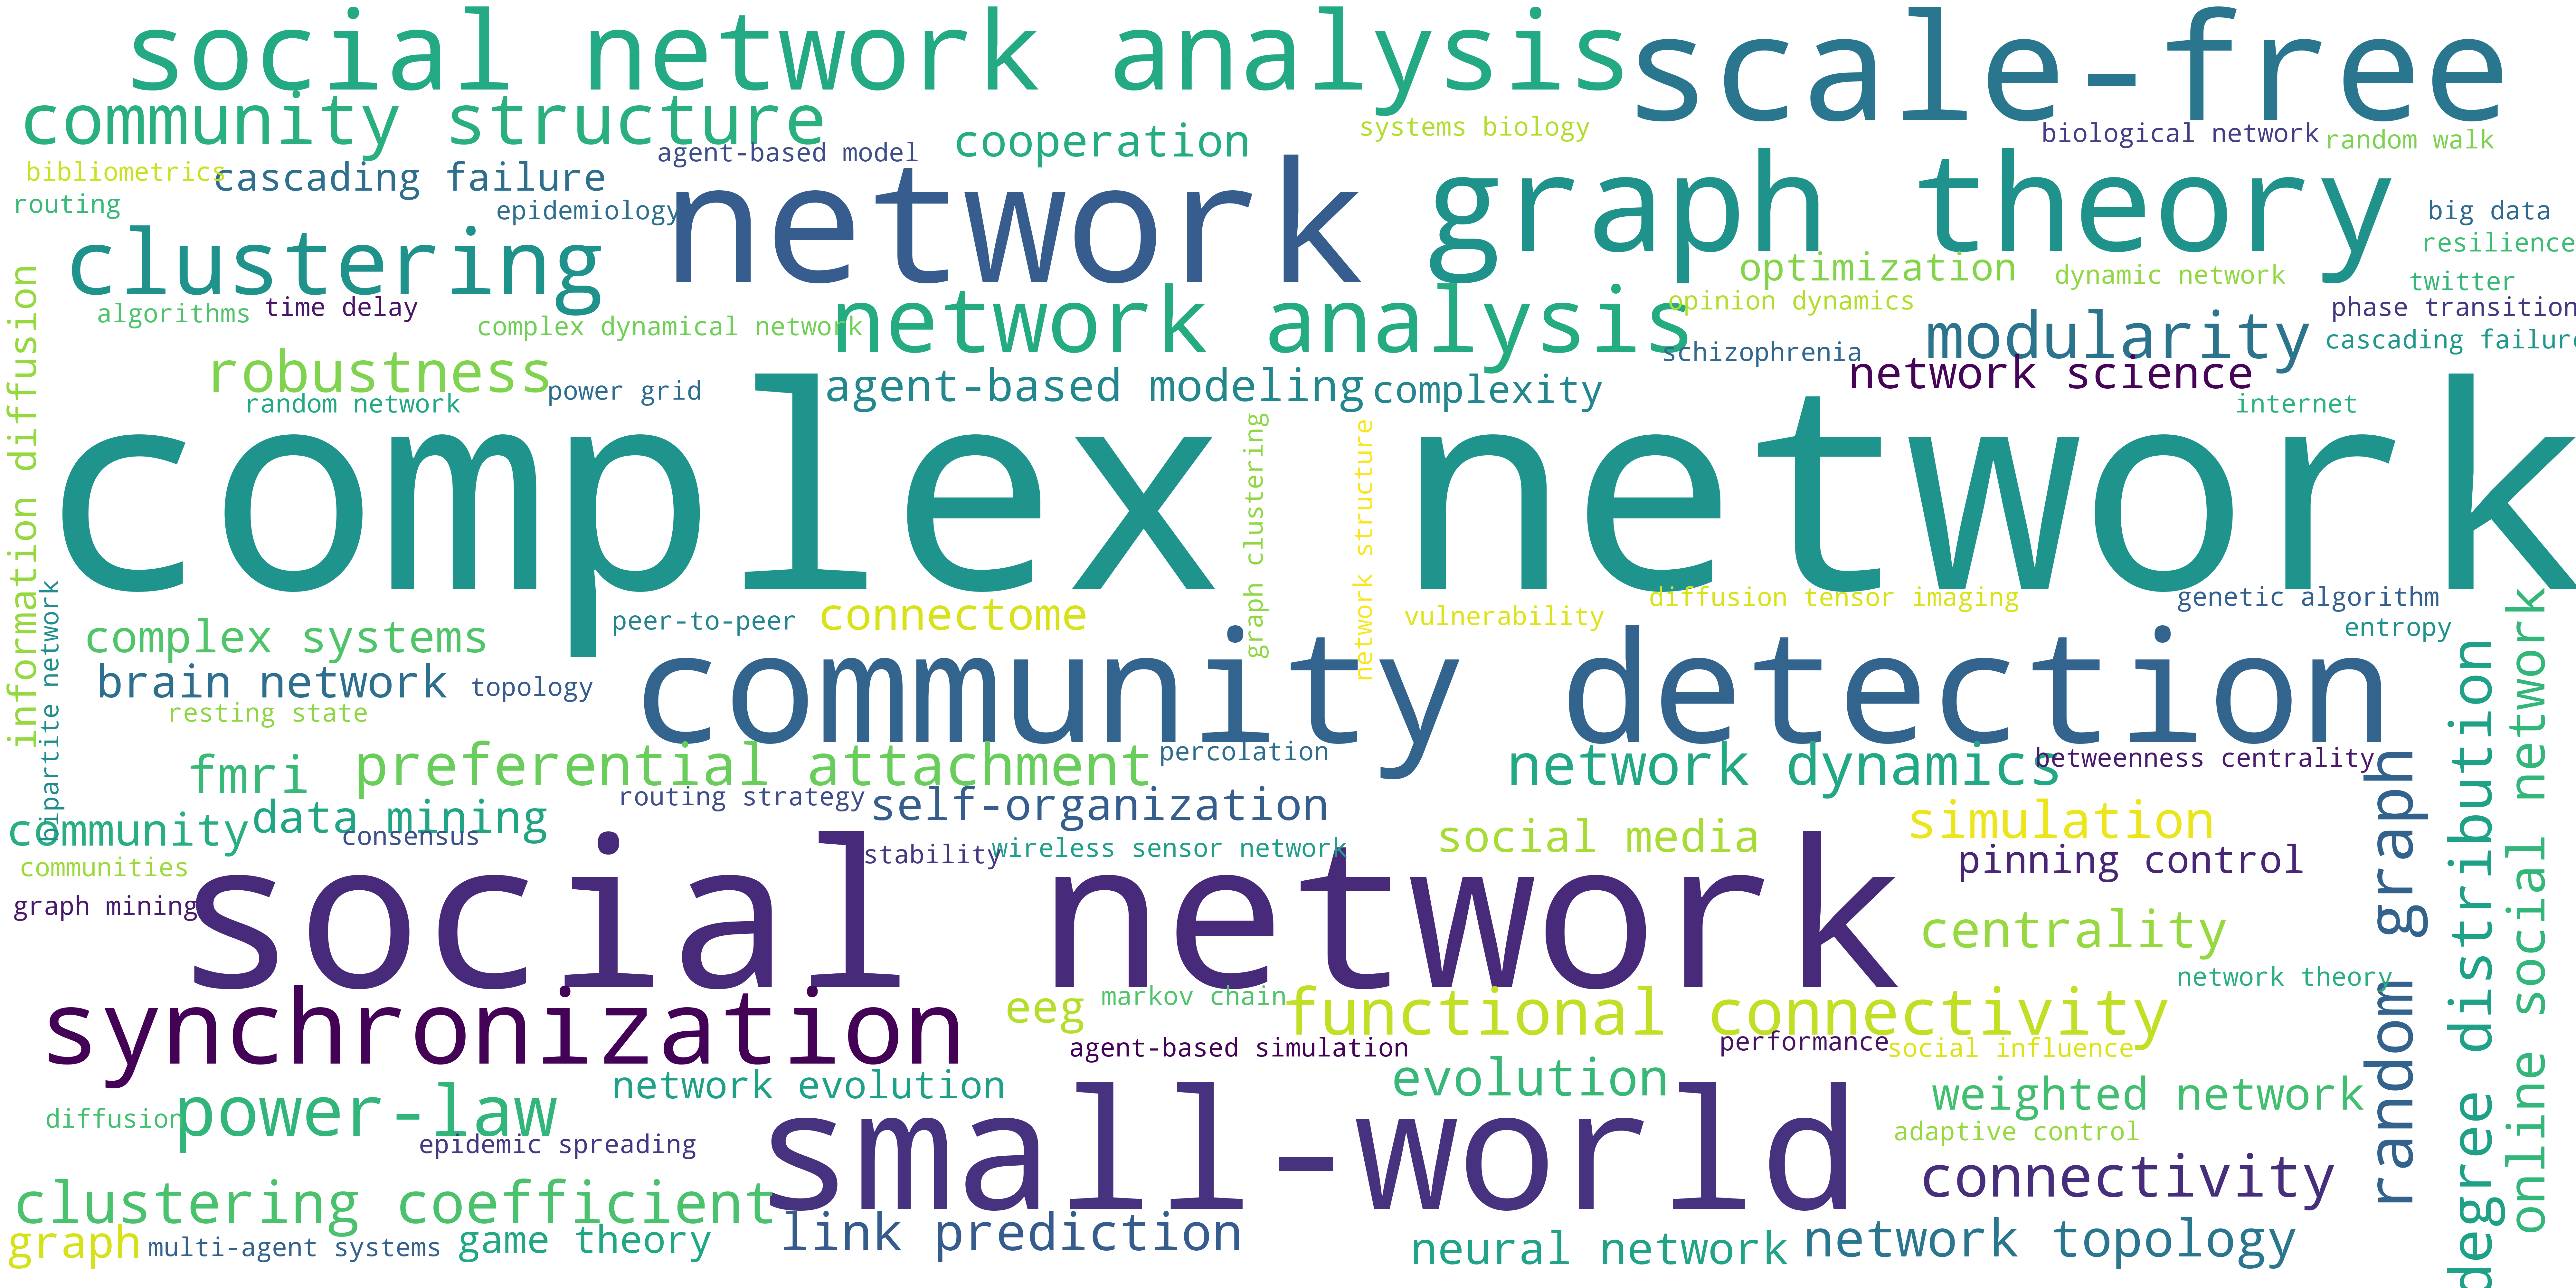 social network analysis
scale-free
community structure
cooperation
systems biology
biological network
random walk
agent-based model
bibliometrics
cascading failure
network
graph theory
routing
epidemiology
big data
resilience
clustering
optimization
dynamic network
twitter
information diffusion
algorithms
time delay
complex dynamical network
network analysis
opinion dynamics
modularity
phase transition
cascading failure
schizophrenia
robustness
power grid
agent-based modeling
complexity
network science
random network
internet
complex network
graph clustering
network structure
bipartite network
complex systems
peer-to-peer
connectome
vulnerability
diffusion tensor imaging
genetic algorithm
entropy
brain network
topology
community detection
resting state
fmri
preferential attachment
percolation
network dynamics
betweenness centrality
random graph
degree distribution
online social network
community
data mining
consensus
routing strategy
self-organization
social media
simulation
communities
stability
wireless sensor network
pinning control
graph mining
social network
centrality
network theory
synchronization
eeg
markov chain
functional connectivity
agent-based simulation
performance
social influence
network evolution
evolution
weighted network
diffusion
power-law
epidemic spreading
small-world
adaptive control
connectivity
clustering coefficient
link prediction
graph
multi-agent systems
game theory
neural network
network topology